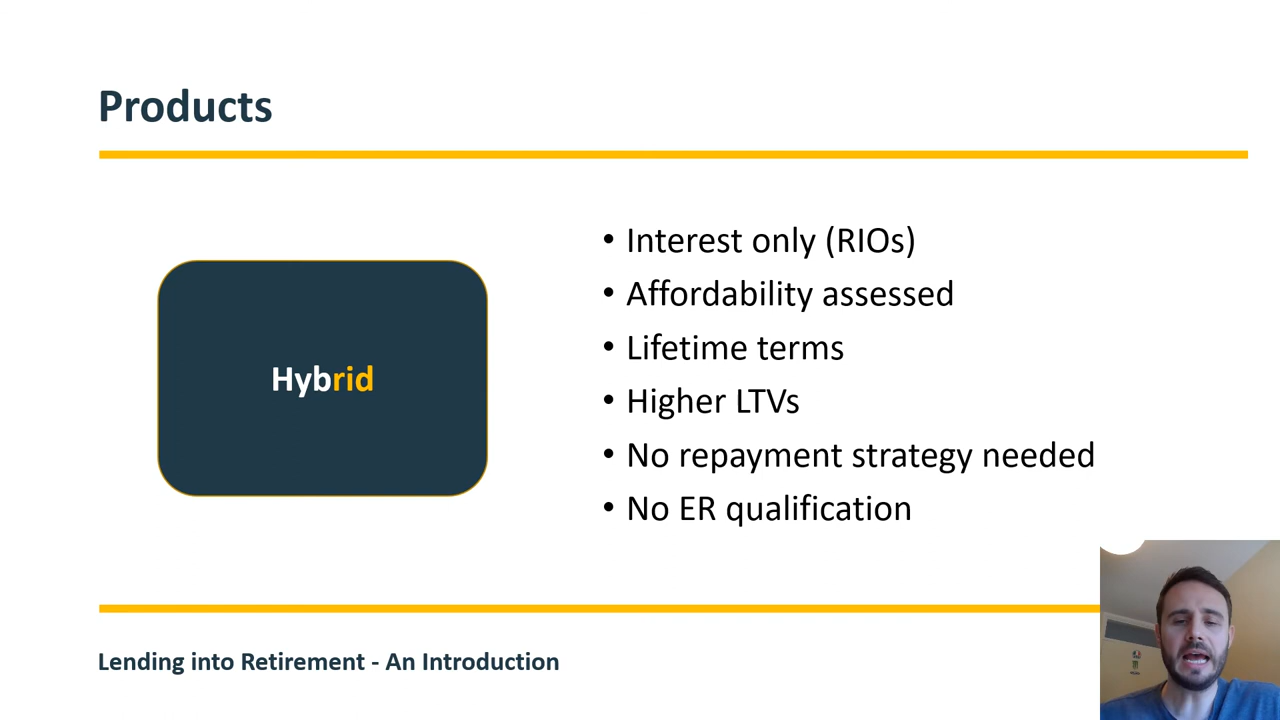 Products
Hybrid
• Interest only (RIOs)
• Affordability assessed
• Lifetime terms
• Higher LTVs
• No repayment strategy needed
• No ER qualification
Lending into Retirement - An Introduction